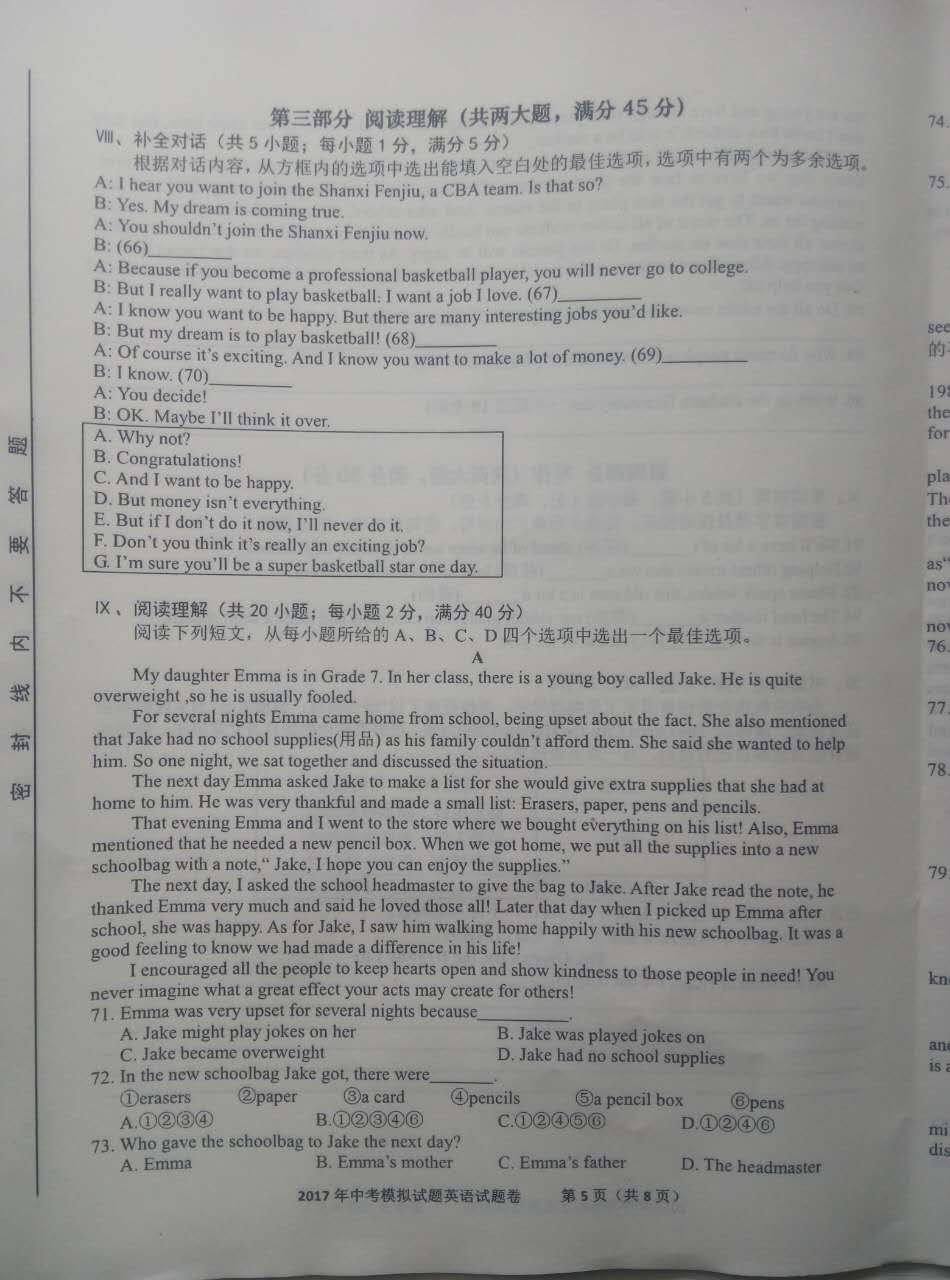 第三部分 阅读理解（共两大题，满分 45 分）
Ⅷ、补全对话（共 5 小题；每小题 1 分，满分 5 分）
根据对话内容，从方框内的选项中选出能填入空白处的最佳选项，选项中有两个为多余选项。
A: I hear you want to join the Shanxi Fenjiu, a CBA team. Is that so?
B: Yes. My dream is coming true.
A: You shouldn't join the Shanxi Fenjiu now.
B: (66)________
A: Because if you become a professional basketball player, you will never go to college.
B: But I really want to play basketball. I want a job I love. (67)________
A: I know you want to be happy. But there are many interesting jobs you'd like.
B: But my dream is to play basketball! (68)________
A: Of course it's exciting. And I know you want to make a lot of money. (69)________
B: I know. (70)________
A: You decide!
B: OK. Maybe I'll think it over.
A. Why not?
B. Congratulations!
C. And I want to be happy.
D. But money isn't everything.
E. But if I don't do it now, I'll never do it.
F. Don't you think it's really an exciting job?
G. I'm sure you'll be a super basketball star one day.
Ⅸ、阅读理解（共 20 小题；每小题 2 分，满分 40 分）
阅读下列短文，从每小题所给的 A、B、C、D 四个选项中选出一个最佳选项。
A
My daughter Emma is in Grade 7. In her class, there is a young boy called Jake. He is quite
overweight ,so he is usually fooled.
For several nights Emma came home from school, being upset about the fact. She also mentioned
that Jake had no school supplies(用品) as his family couldn't afford them. She said she wanted to help
him. So one night, we sat together and discussed the situation.
The next day Emma asked Jake to make a list for she would give extra supplies that she had at
home to him. He was very thankful and made a small list: Erasers, paper, pens and pencils.
That evening Emma and I went to the store where we bought everything on his list! Also, Emma
mentioned that he needed a new pencil box. When we got home, we put all the supplies into a new
schoolbag with a note," Jake, I hope you can enjoy the supplies."
The next day, I asked the school headmaster to give the bag to Jake. After Jake read the note, he
thanked Emma very much and said he loved those all! Later that day when I picked up Emma after
school, she was happy. As for Jake, I saw him walking home happily with his new schoolbag. It was a
good feeling to know we had made a difference in his life!
I encouraged all the people to keep hearts open and show kindness to those people in need! You
never imagine what a great effect your acts may create for others!
71. Emma was very upset for several nights because________.
A. Jake might play jokes on her B. Jake was played jokes on
C. Jake became overweight D. Jake had no school supplies
72. In the new schoolbag Jake got, there were________.
①erasers ②paper ③a card ④pencils ⑤a pencil box ⑥pens
A.①②③④ B.①②③④⑥ C.①②④⑤⑥ D.①②④⑥
73. Who gave the schoolbag to Jake the next day?
A. Emma B. Emma's mother C. Emma's father D. The headmaster
2017 年中考模拟试题英语试题卷 第 5 页（共 8 页）
密 封 线 内 不 要 答 题
74.
75.
see
的
198
the
for
pla
Th
the
as"
nov
nov
76.
77.
78.
79.
kn
and
is a
mi
dis